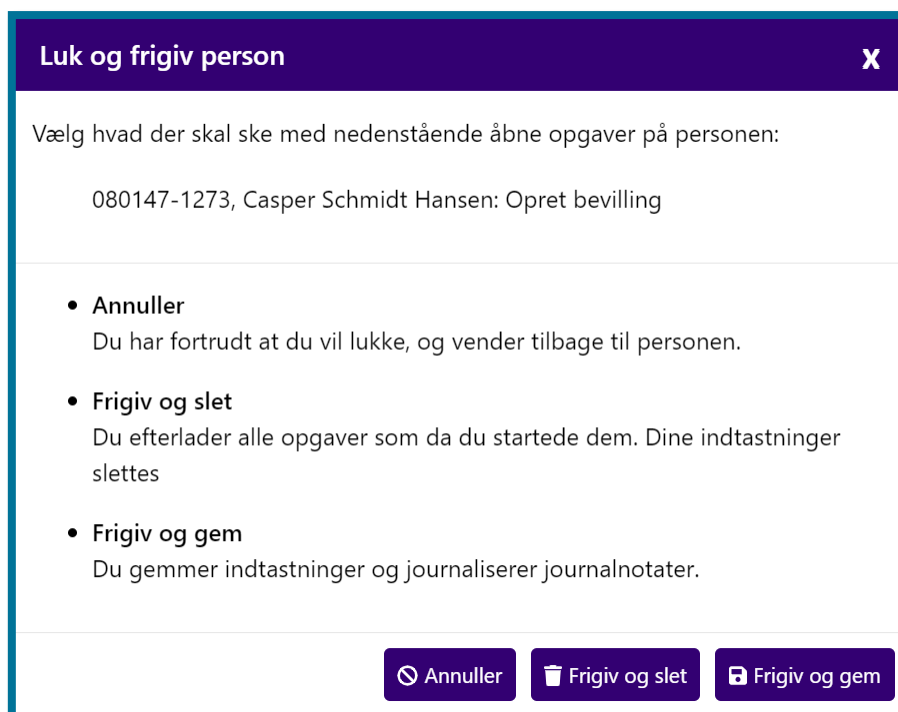 Luk og frigiv person
X
Vælg hvad der skal ske med nedenstående åbne opgaver på personen:
080147-1273, Casper Schmidt Hansen: Opret bevilling
• Annuller
Du har fortrudt at du vil lukke, og vender tilbage til personen.
• Frigiv og slet
Du efterlader alle opgaver som da du startede dem. Dine indtastninger
slettes
• Frigiv og gem
Du gemmer indtastninger og journaliserer journalnotater.
Annuller
Frigiv og slet
Frigiv og gem